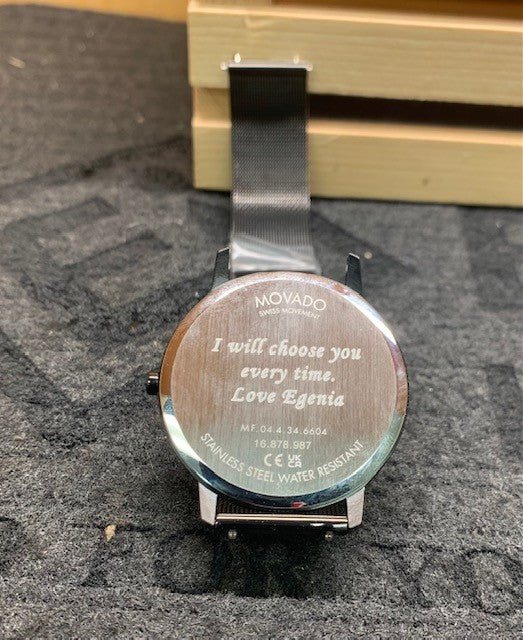 MOVADO
SWISS MOVEMENT
I will choose you
every time.
Love Egenia
MF.04.4.34.6604
16.878.987
CE UK CA
STAINLESS STEEL WATER RESISTANT